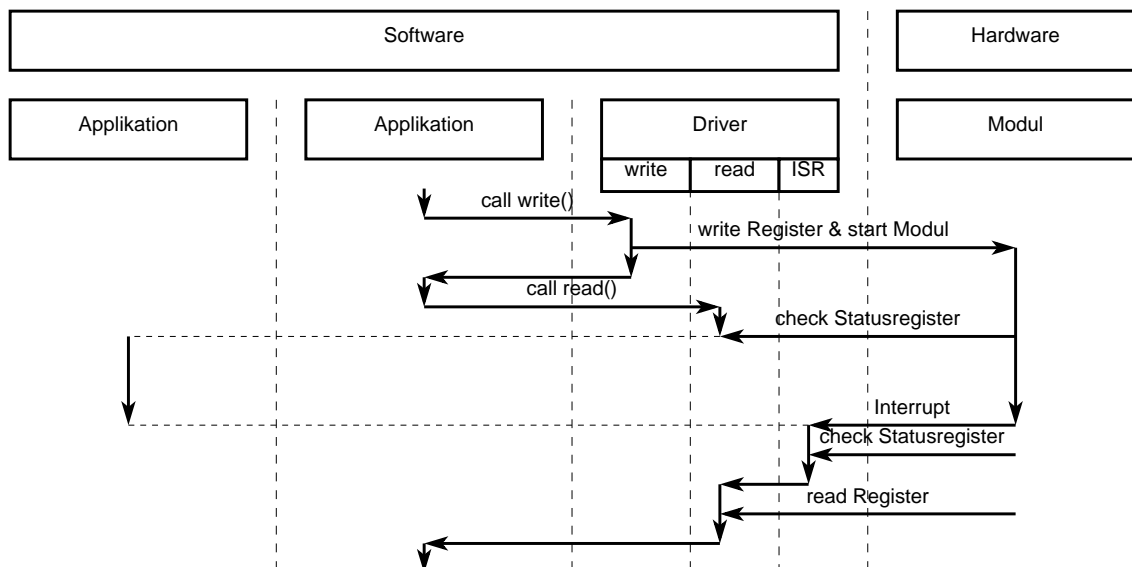 Software
Hardware
Applikation
Applikation
Driver
Modul
write
read
ISR
call write()
write Register & start Modul
call read()
check Statusregister
Interrupt
check Statusregister
read Register